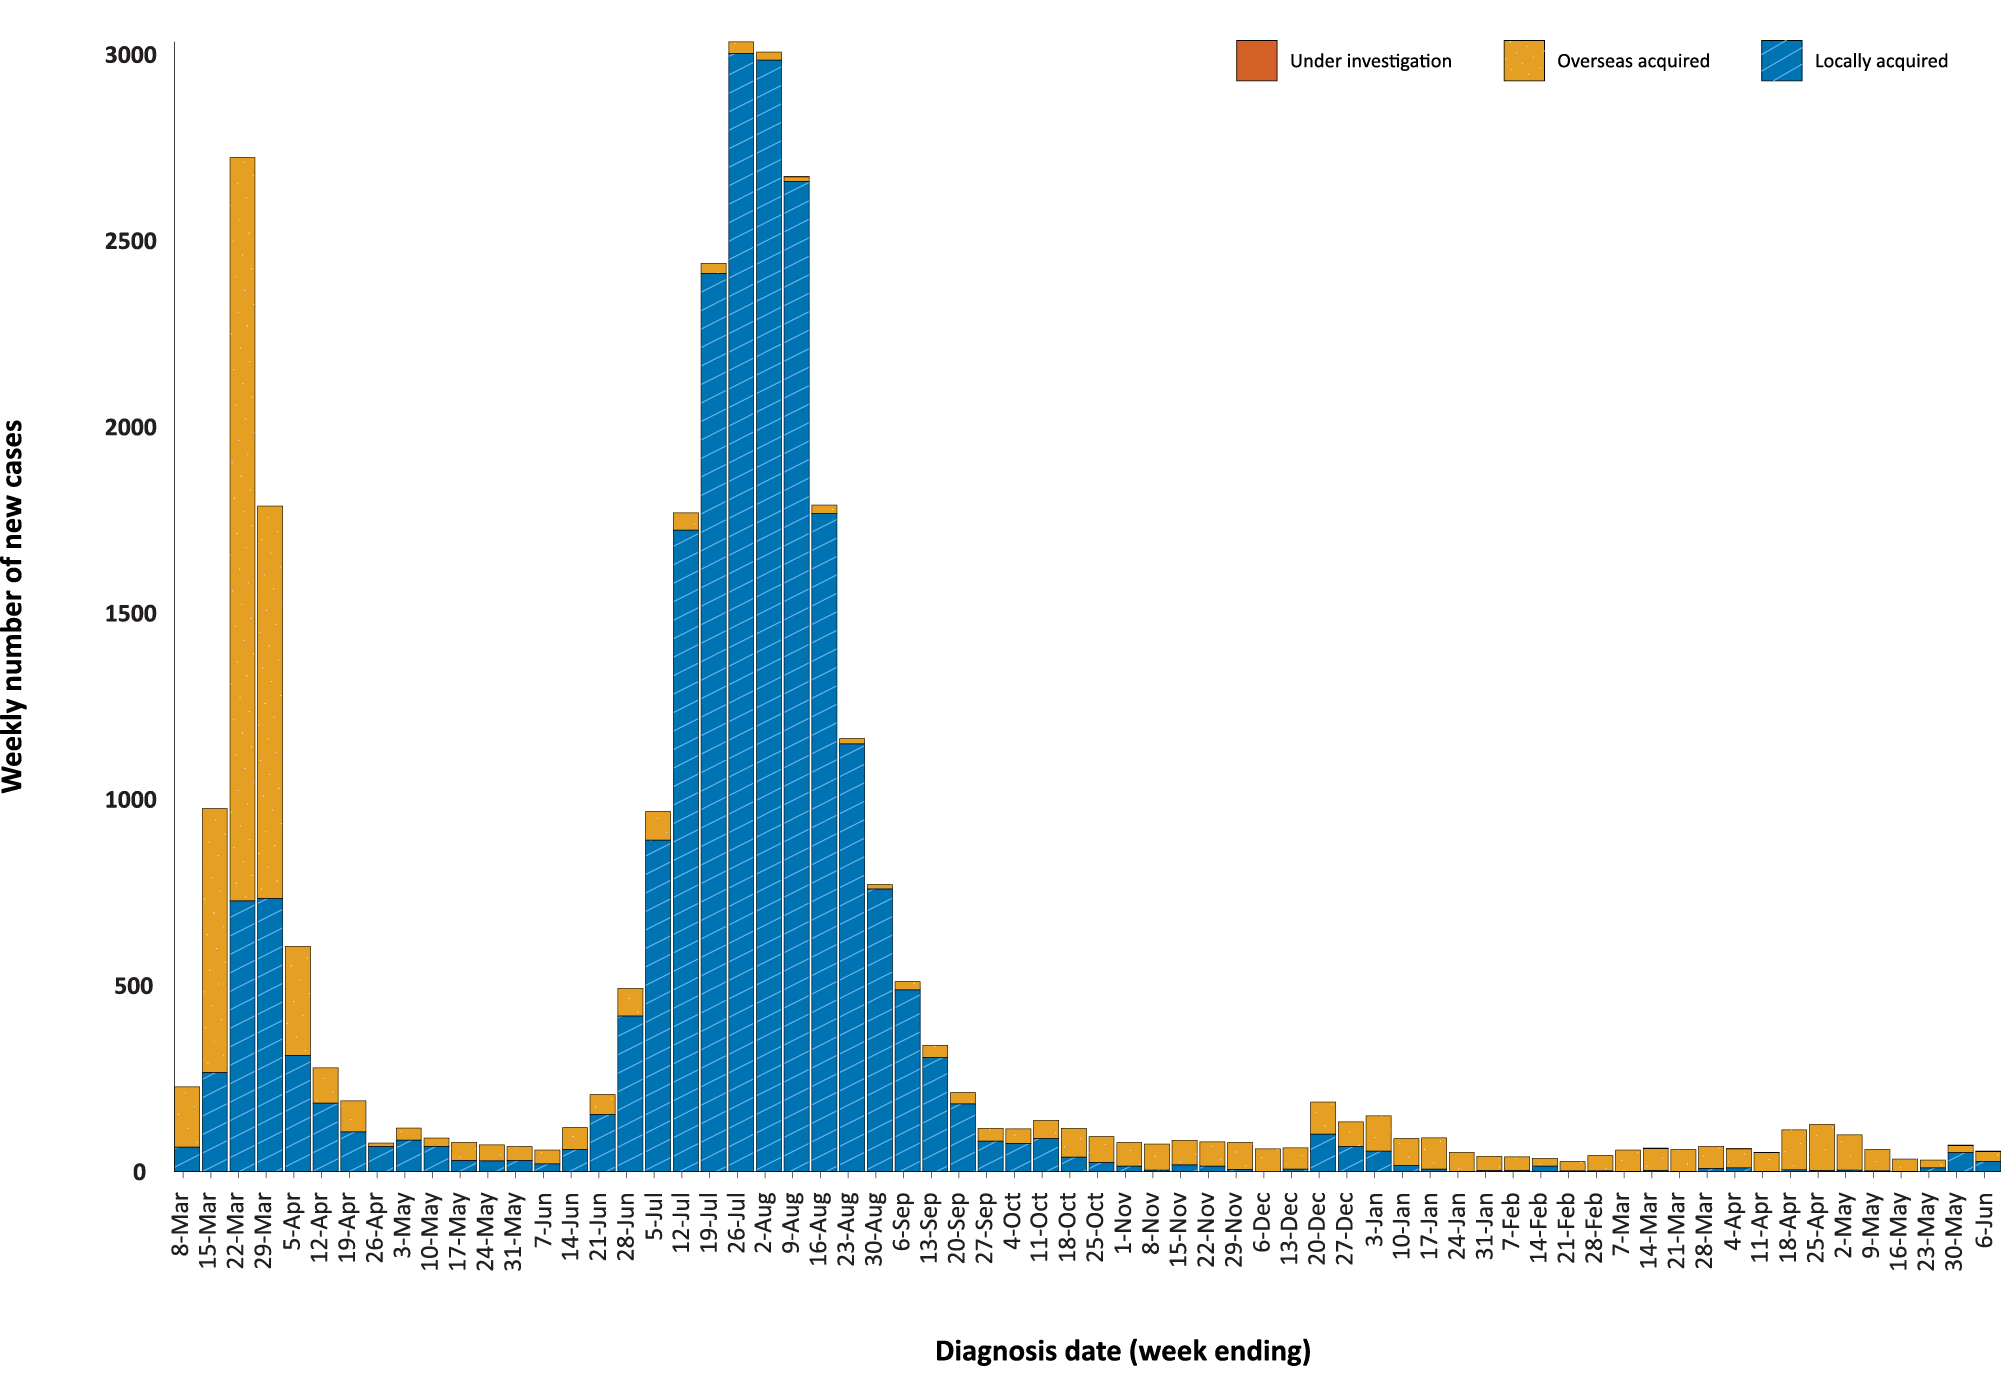 Under investigation
Overseas acquired
Locally acquired
Weekly number of new cases
3000
2500
2000
1500
1000
500
0
8-Mar
15-Mar
22-Mar
29-Mar
5-Apr
12-Apr
19-Apr
26-Apr
3-May
10-May
17-May
24-May
31-May
7-Jun
14-Jun
21-Jun
28-Jun
5-Jul
12-Jul
19-Jul
26-Jul
2-Aug
9-Aug
16-Aug
23-Aug
30-Aug
6-Sep
13-Sep
20-Sep
27-Sep
4-Oct
11-Oct
18-Oct
25-Oct
1-Nov
8-Nov
15-Nov
22-Nov
29-Nov
6-Dec
13-Dec
20-Dec
27-Dec
3-Jan
10-Jan
17-Jan
24-Jan
31-Jan
7-Feb
14-Feb
21-Feb
28-Feb
7-Mar
14-Mar
21-Mar
28-Mar
4-Apr
11-Apr
18-Apr
25-Apr
2-May
9-May
16-May
23-May
30-May
6-Jun
Diagnosis date (week ending)